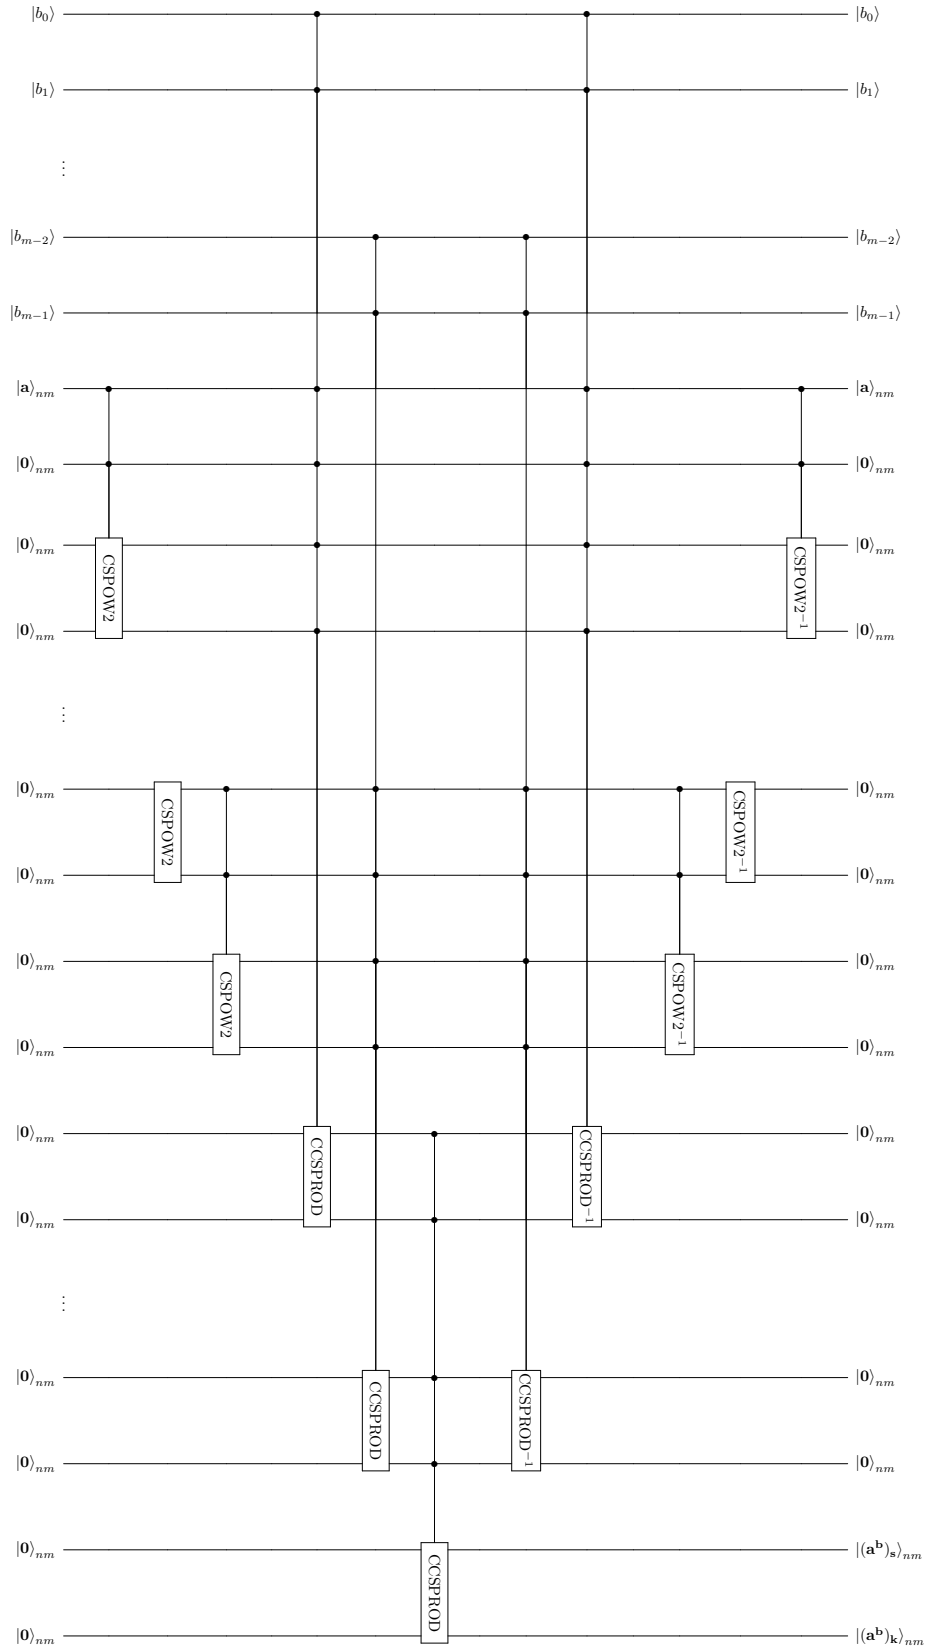 |b_0⟩ |b_0⟩
|b_1⟩ |b_1⟩
⋮
|b_{m−2}⟩ |b_{m−2}⟩
|b_{m−1}⟩ |b_{m−1}⟩
|𝐚⟩_{nm} |𝐚⟩_{nm}
|𝟎⟩_{nm} |𝟎⟩_{nm}
|𝟎⟩_{nm} |𝟎⟩_{nm}
CSPOW2 CSPOW2^{−1}
|𝟎⟩_{nm} |𝟎⟩_{nm}
⋮
|𝟎⟩_{nm} |𝟎⟩_{nm}
CSPOW2 CSPOW2^{−1}
|𝟎⟩_{nm} |𝟎⟩_{nm}
|𝟎⟩_{nm} |𝟎⟩_{nm}
CSPOW2 CSPOW2^{−1}
|𝟎⟩_{nm} |𝟎⟩_{nm}
|𝟎⟩_{nm} |𝟎⟩_{nm}
CCSPROD CCSPROD^{−1}
|𝟎⟩_{nm} |𝟎⟩_{nm}
⋮
|𝟎⟩_{nm} |𝟎⟩_{nm}
CCSPROD CCSPROD^{−1}
|𝟎⟩_{nm} |𝟎⟩_{nm}
|𝟎⟩_{nm} |(𝐚^𝐛)_𝐬⟩_{nm}
CCSPROD
|𝟎⟩_{nm} |(𝐚^𝐛)_𝐤⟩_{nm}